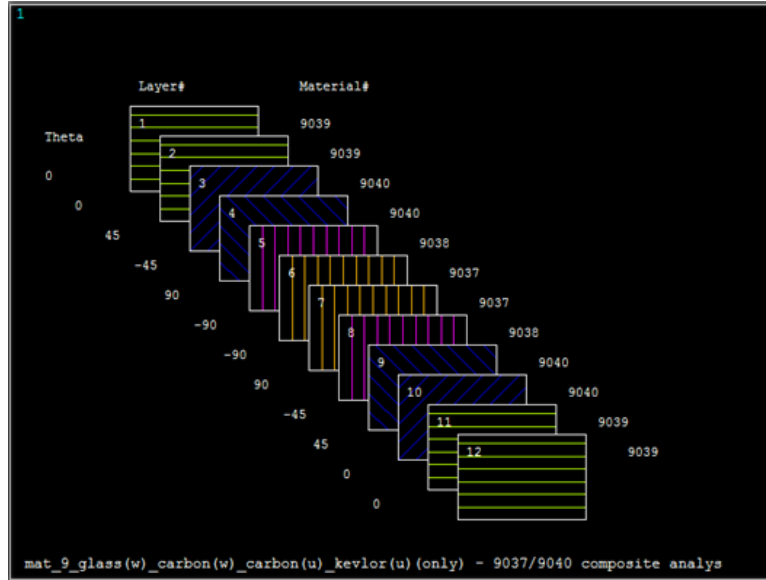 1
Layer# Material#
1 9039
Theta
2 9039
0 3 9040
0 4 9040
45 5 9038
-45 6 9037
90 7 9037
-90 8 9038
-90 9 9040
90 10 9040
-45 11 9039
45 12 9039
0
0
mat_9_glass(w)_carbon(w)_carbon(u)_kevlor(u)(only) - 9037/9040 composite analys